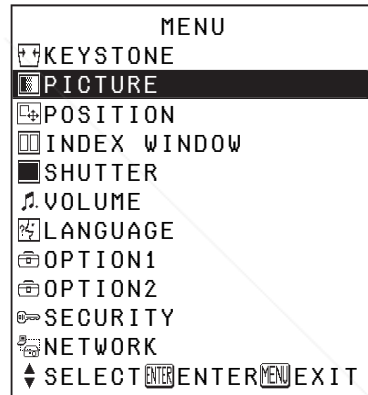 MENU
KEYSTONE
PICTURE
POSITION
INDEX WINDOW
SHUTTER
VOLUME
LANGUAGE
OPTION1
OPTION2
SECURITY
NETWORK
SELECT ENTER ENTER MENU EXIT